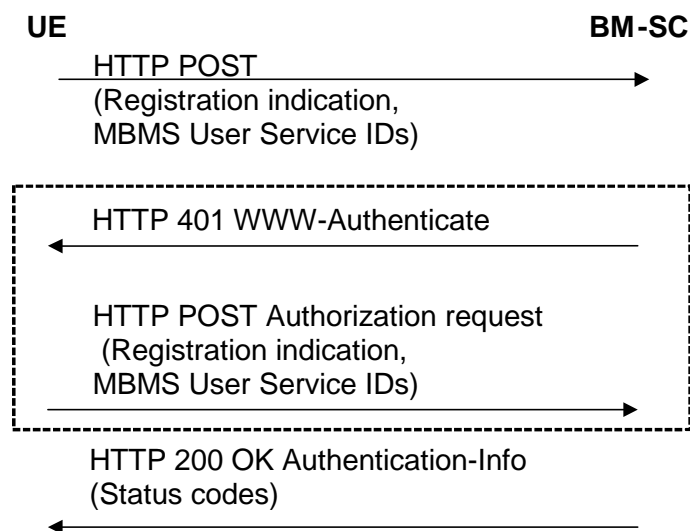 UE BM-SC
HTTP POST
(Registration indication,
MBMS User Service IDs)
HTTP 401 WWW-Authenticate
HTTP POST Authorization request
(Registration indication,
MBMS User Service IDs)
HTTP 200 OK Authentication-Info
(Status codes)